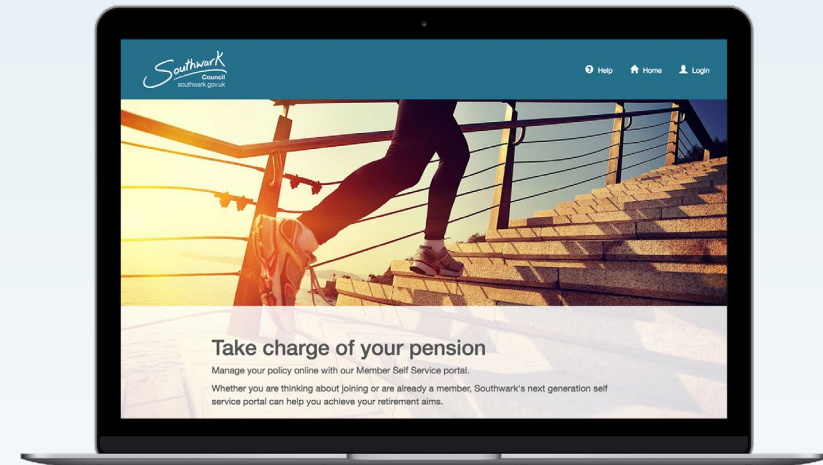 Southwark
Council
southwark.gov.uk
Help Home Login
Take charge of your pension
Manage your policy online with our Member Self Service portal.
Whether you are thinking about joining or are already a member, Southwark's next generation self
service portal can help you achieve your retirement aims.